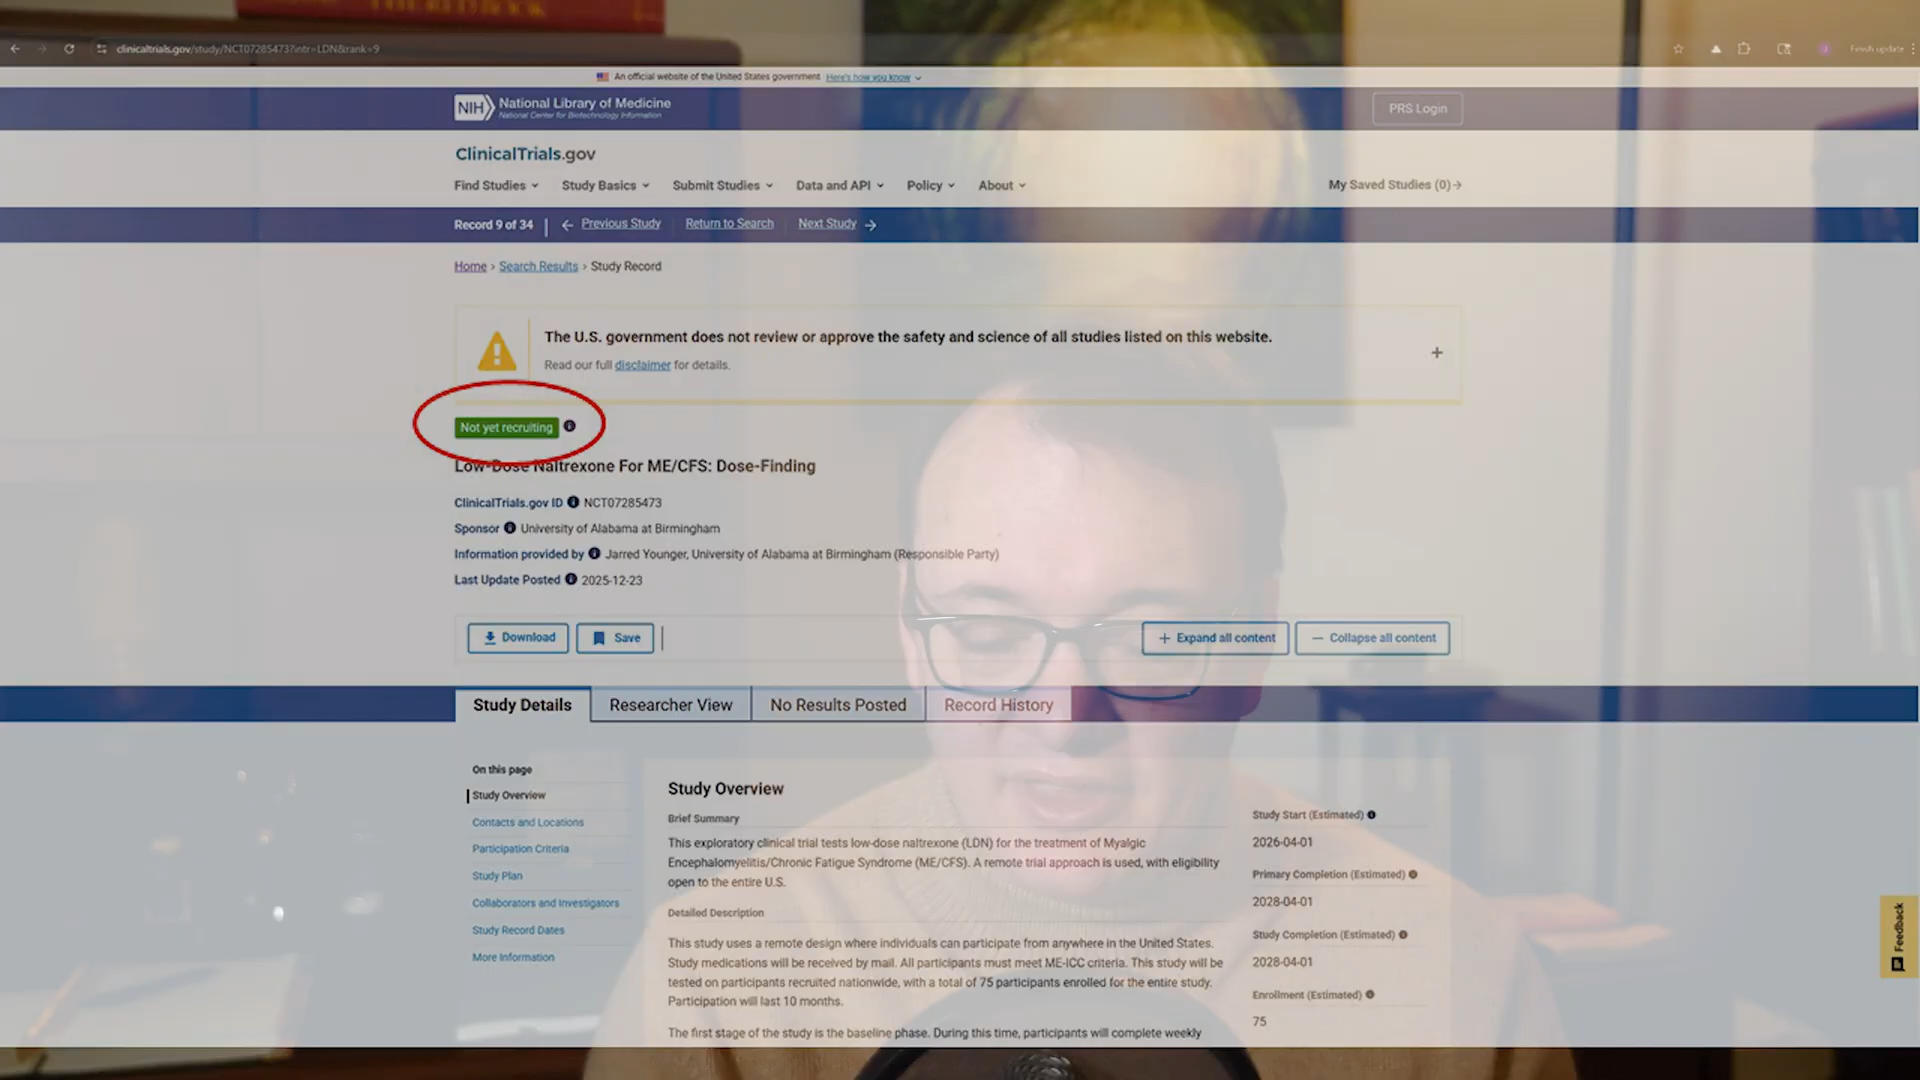 clinicaltrials.gov/study/NCT07285473?intr=LDN&rank=9
Finish update
An official website of the United States government Here's how you know
NIH National Library of Medicine
National Center for Biotechnology Information
PRS Login
ClinicalTrials.gov
Find Studies Study Basics Submit Studies Data and API Policy About My Saved Studies (0)
Record 9 of 34 Previous Study Return to Search Next Study
Home › Search Results › Study Record
The U.S. government does not review or approve the safety and science of all studies listed on this website.
Read our full disclaimer for details.
Not yet recruiting
Low-Dose Naltrexone For ME/CFS: Dose-Finding
ClinicalTrials.gov ID NCT07285473
Sponsor University of Alabama at Birmingham
Information provided by Jarred Younger, University of Alabama at Birmingham (Responsible Party)
Last Update Posted 2025-12-23
Download Save Expand all content Collapse all content
Study Details Researcher View No Results Posted Record History
On this page
Study Overview
Contacts and Locations
Participation Criteria
Study Plan
Collaborators and Investigators
Study Record Dates
More Information
Study Overview
Brief Summary
This exploratory clinical trial tests low-dose naltrexone (LDN) for the treatment of Myalgic
Encephalomyelitis/Chronic Fatigue Syndrome (ME/CFS). A remote trial approach is used, with eligibility
open to the entire U.S.
Detailed Description
This study uses a remote design where individuals can participate from anywhere in the United States.
Study medications will be received by mail. All participants must meet ME-ICC criteria. This study will be
tested on participants recruited nationwide, with a total of 75 participants enrolled for the entire study.
Participation will last 10 months.
The first stage of the study is the baseline phase. During this time, participants will complete weekly
Study Start (Estimated)
2026-04-01
Primary Completion (Estimated)
2028-04-01
Study Completion (Estimated)
2028-04-01
Enrollment (Estimated)
75
Feedback